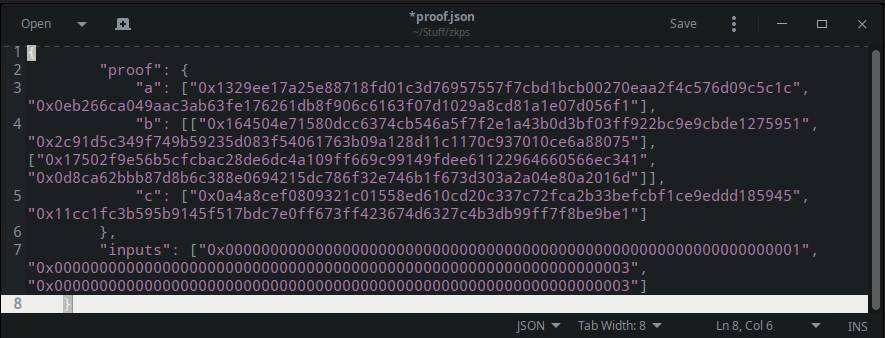 Open
*proof.json
~/Stuff/zkps
Save
1 {
2 "proof": {
3 "a": ["0x1329ee17a25e88718fd01c3d76957557f7cbd1bcb00270eaa2f4c576d09c5c1c",
"0x0eb266ca049aac3ab63fe176261db8f906c6163f07d1029a8cd81a1e07d056f1"],
4 "b": [["0x164504e71580dcc6374cb546a5f7f2e1a43b0d3bf03ff922bc9e9cbde1275951",
"0x2c91d5c349f749b59235d083f54061763b09a128d11c1170c937010ce6a88075"],
["0x17502f9e56b5cfcbac28de6dc4a109ff669c99149fdee61122964660566ec341",
"0x0d8ca62bbb87d8b6c388e0694215dc786f32e746b1f673d303a2a04e80a2016d"]],
5 "c": ["0x0a4a8cef0809321c01558ed610cd20c337c72fca2b33befcbf1ce9eddd185945",
"0x11cc1fc3b595b9145f517bdc7e0ff673ff423674d6327c4b3db99ff7f8be9be1"]
6 },
7 "inputs": ["0x0000000000000000000000000000000000000000000000000000000000000001",
"0x0000000000000000000000000000000000000000000000000000000000000003",
"0x0000000000000000000000000000000000000000000000000000000000000003"]
8 }
JSON Tab Width: 8 Ln 8, Col 6 INS